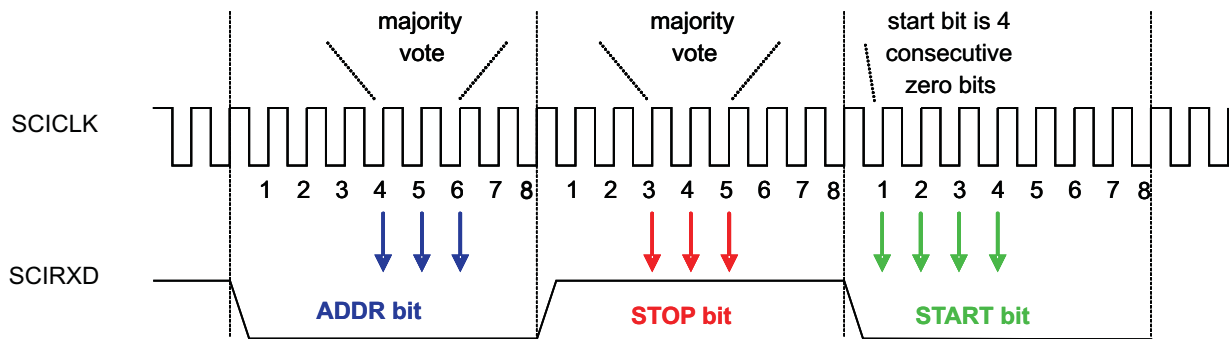 majority
vote
majority
vote
start bit is 4
consecutive
zero bits
SCICLK
1 2 3 4 5 6 7 8 1 2 3 4 5 6 7 8 1 2 3 4 5 6 7 8
SCIRXD
ADDR bit STOP bit START bit